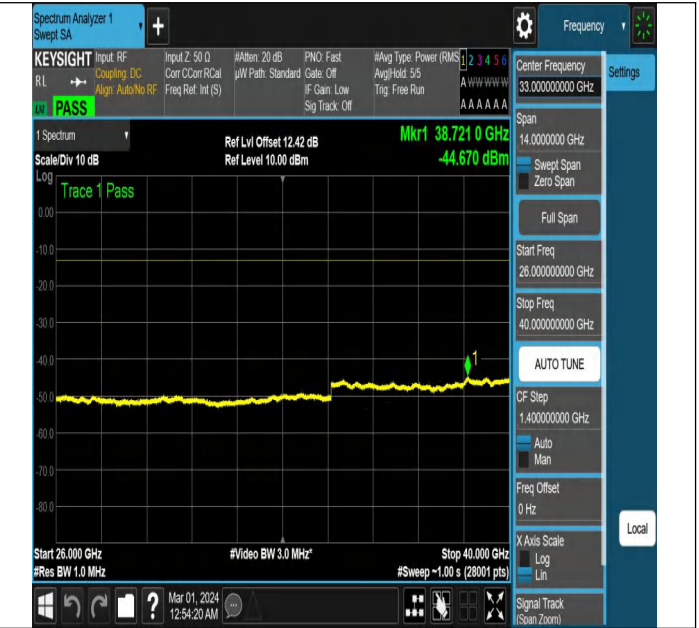 Spectrum Analyzer 1
Swept SA
+
Frequency
KEYSIGHT
RL
PASS
Input: RF
Coupling: DC
Align: Auto/No RF
Input Z: 50 Ω
Corr CCorr RCal
Freq Ref: Int (S)
#Atten: 20 dB
µW Path: Standard
PNO: Fast
Gate: Off
IF Gain: Low
Sig Track: Off
#Avg Type: Power (RMS
Avg|Hold: 5/5
Trig: Free Run
1 2 3 4 5 6
A W W W W W
A A A A A A
Center Frequency
33.000000000 GHz
Settings
Span
14.0000000 GHz
Swept Span
Zero Span
Full Span
Start Freq
26.000000000 GHz
Stop Freq
40.000000000 GHz
AUTO TUNE
CF Step
1.400000000 GHz
Auto
Man
Freq Offset
0 Hz
X Axis Scale
Log
Lin
Signal Track
(Span Zoom)
Local
1 Spectrum
Scale/Div 10 dB
Log
Ref Lvl Offset 12.42 dB
Ref Level 10.00 dBm
Mkr1 38.721 0 GHz
-44.670 dBm
Trace 1 Pass
0.00
-10.0
-20.0
-30.0
-40.0
1
-50.0
-60.0
-70.0
-80.0
Start 26.000 GHz
#Video BW 3.0 MHz*
Stop 40.000 GHz
#Res BW 1.0 MHz
#Sweep ~1.00 s (28001 pts)
?
Mar 01, 2024
12:54:20 AM